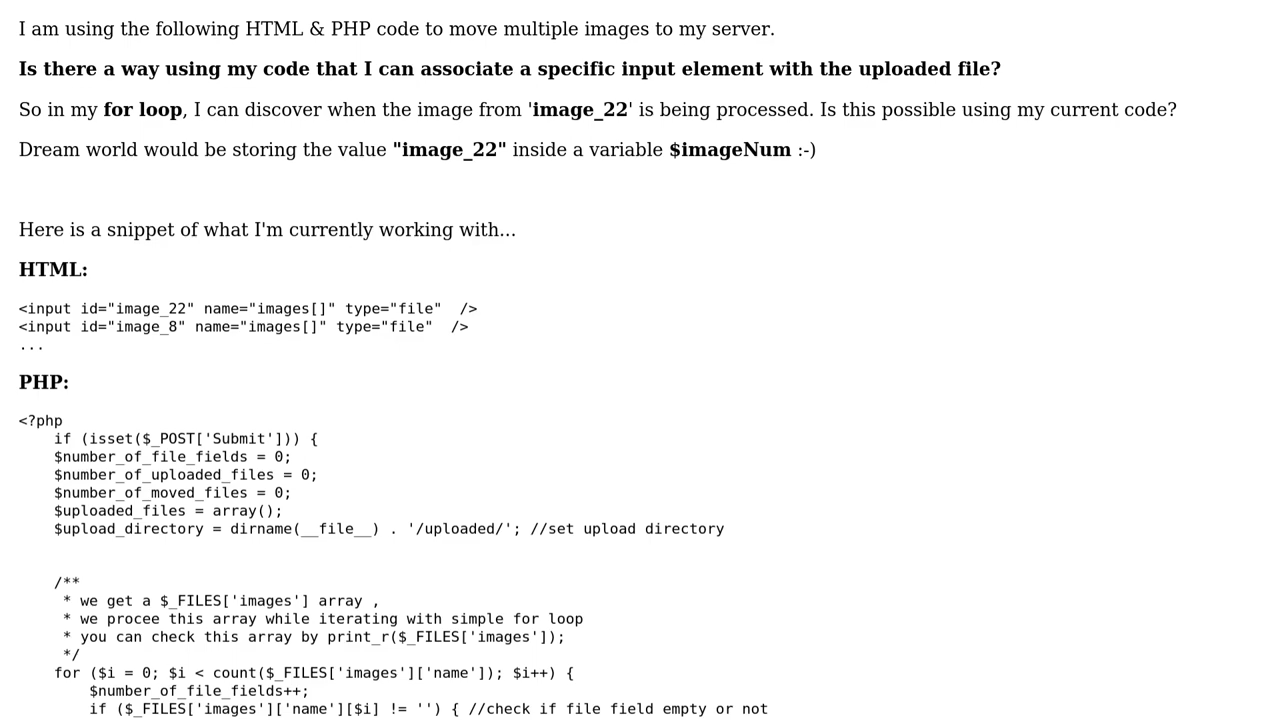 I am using the following HTML & PHP code to move multiple images to my server.
Is there a way using my code that I can associate a specific input element with the uploaded file?
So in my for loop, I can discover when the image from 'image_22' is being processed. Is this possible using my current code?
Dream world would be storing the value "image_22" inside a variable $imageNum :-)
Here is a snippet of what I'm currently working with...
HTML:
<input id="image_22" name="images[]" type="file"  />
<input id="image_8" name="images[]" type="file"  />
...
PHP:
<?php
    if (isset($_POST['Submit'])) {
    $number_of_file_fields = 0;
    $number_of_uploaded_files = 0;
    $number_of_moved_files = 0;
    $uploaded_files = array();
    $upload_directory = dirname(__file__) . '/uploaded/'; //set upload directory
    /**
     * we get a $_FILES['images'] array ,
     * we procee this array while iterating with simple for loop
     * you can check this array by print_r($_FILES['images']);
     */
    for ($i = 0; $i < count($_FILES['images']['name']); $i++) {
        $number_of_file_fields++;
        if ($_FILES['images']['name'][$i] != '') { //check if file field empty or not